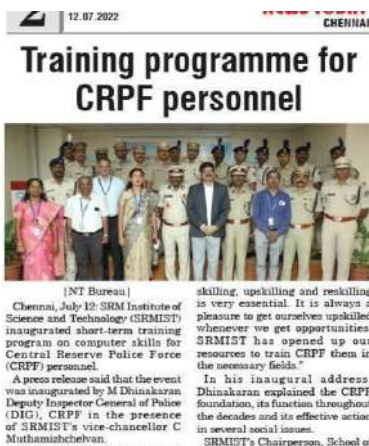 2
12.07.2022
CHENNAI
Training programme for
CRPF personnel
|NT Bureau|
Chennai, July 12: SRM Institute of
Science and Technology (SRMIST)
inaugurated short-term training
program on computer skills for
Central Reserve Police Force
(CRPF) personnel.
A press release said that the event
was inaugurated by M Dhinakaran
Deputy Inspector General of Police
(DIG), CRPF in the presence
of SRMIST's vice-chancellor C
Muthamizhchelvan.
skilling, upskilling and reskilling
is very essential. It is always a
pleasure to get ourselves upskilled
whenever we get opportunities.
SRMIST has opened up our
resources to train CRPF them in
the necessary fields."
In his inaugural address
Dhinakaran explained the CRPF
foundation, its function throughout
the decades and its effective action
in several social issues.
SRMIST's Chairperson, School of